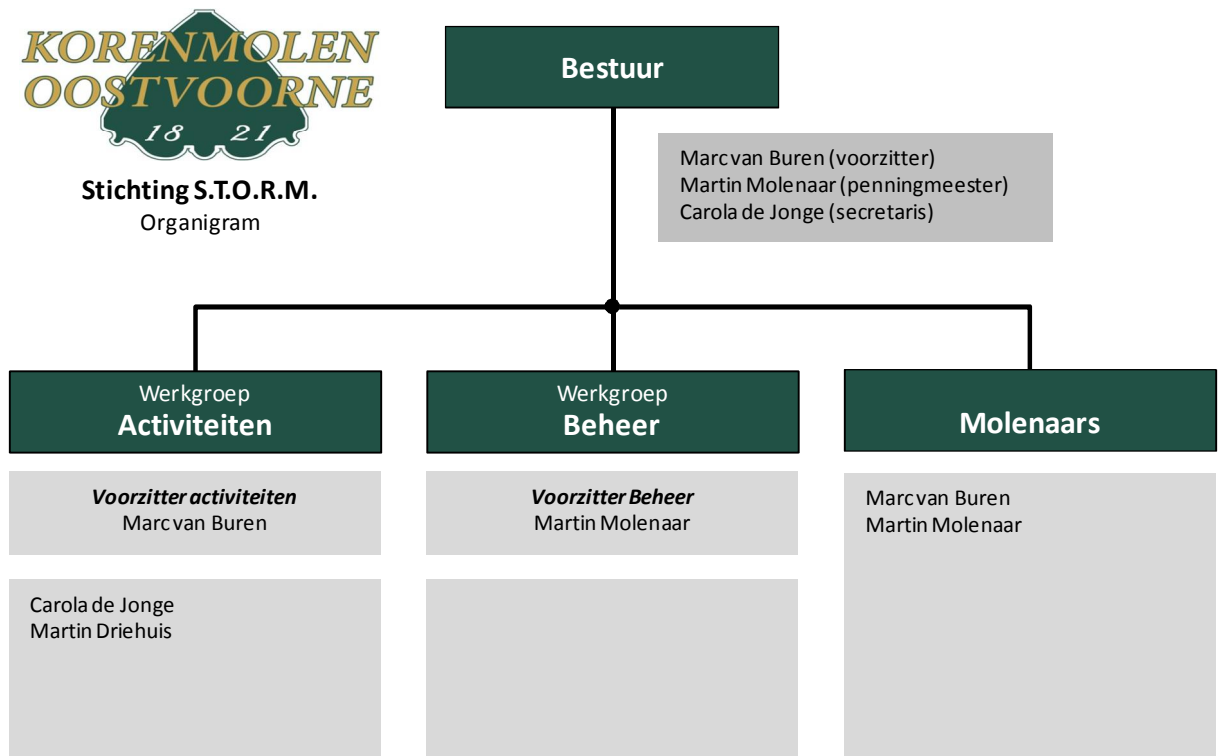 KORENMOLEN
OOSTVOORNE
18 21
Stichting S.T.O.R.M.
Organigram
Bestuur
Marc van Buren (voorzitter)
Martin Molenaar (penningmeester)
Carola de Jonge (secretaris)
Werkgroep
Activiteiten
Voorzitter activiteiten
Marc van Buren
Carola de Jonge
Martin Driehuis
Werkgroep
Beheer
Voorzitter Beheer
Martin Molenaar
Molenaars
Marc van Buren
Martin Molenaar